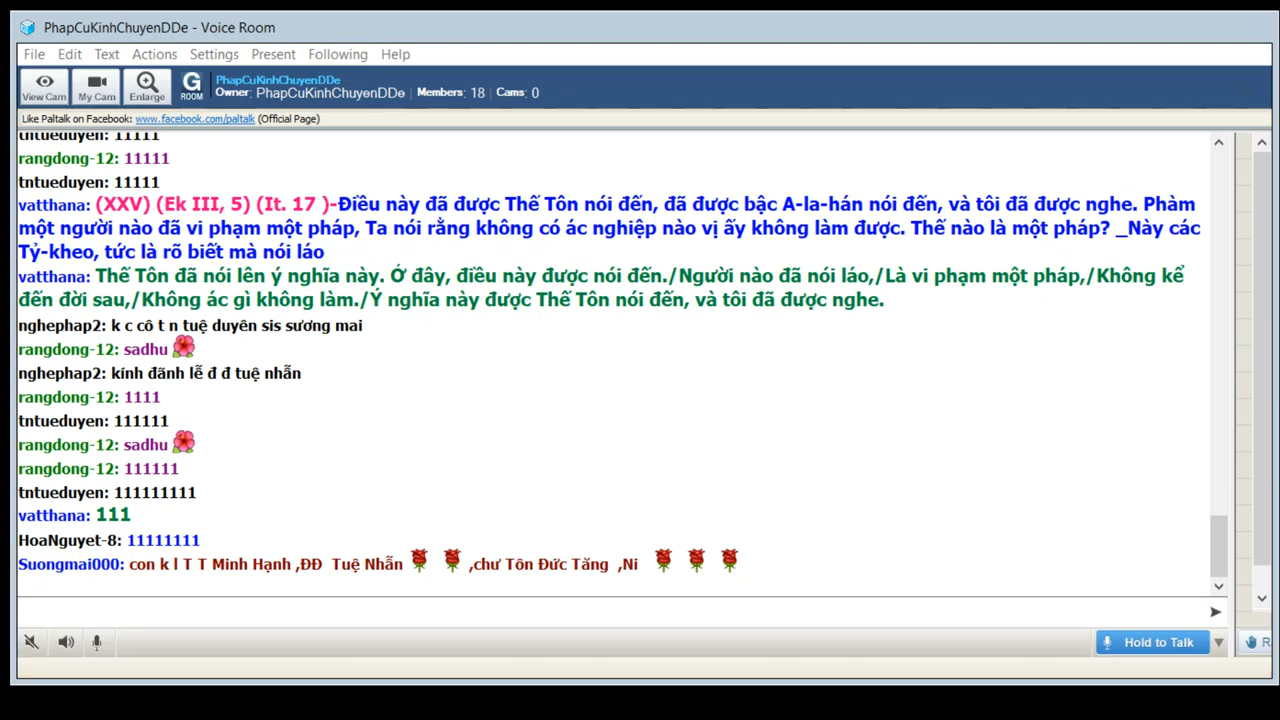 PhapCuKinhChuyenDDe - Voice Room
File Edit Text Actions Settings Present Following Help
View Cam My Cam Enlarge G ROOM PhapCuKinhChuyenDDe
Owner: PhapCuKinhChuyenDDe | Members: 18 Cams: 0
Like Paltalk on Facebook: www.facebook.com/paltalk (Official Page)
tntueduyen: 11111
rangdong-12: 11111
tntueduyen: 11111
vatthana: (XXV) (Ek III, 5) (It. 17 )-Điều này đã được Thế Tôn nói đến, đã được bậc A-la-hán nói đến, và tôi đã được nghe. Phàm
một người nào đã vi phạm một pháp, Ta nói rằng không có ác nghiệp nào vị ấy không làm được. Thế nào là một pháp? _Này các
Tỷ-kheo, tức là rõ biết mà nói láo
vatthana: Thế Tôn đã nói lên ý nghĩa này. Ở đây, điều này được nói đến./Người nào đã nói láo,/Là vi phạm một pháp,/Không kể
đến đời sau,/Không ác gì không làm./Ý nghĩa này được Thế Tôn nói đến, và tôi đã được nghe.
nghephap2: k c cô t n tuệ duyên sis sương mai
rangdong-12: sadhu
nghephap2: kính đãnh lễ đ đ tuệ nhẫn
rangdong-12: 1111
tntueduyen: 111111
rangdong-12: sadhu
rangdong-12: 111111
tntueduyen: 111111111
vatthana: 111
HoaNguyet-8: 11111111
Suongmai000: con k l T T Minh Hạnh ,ĐĐ Tuệ Nhẫn ,chư Tôn Đức Tăng ,Ni
Hold to Talk R